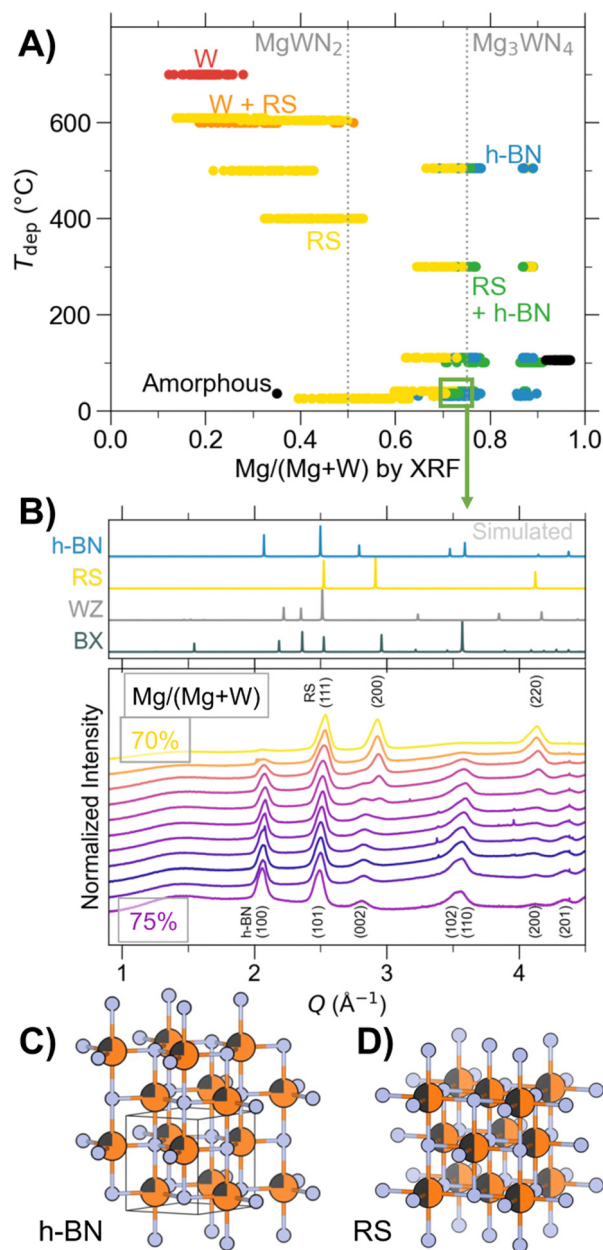 A)
MgWN₂
Mg₃WN₄
W
W + RS
h-BN
RS
RS
+ h-BN
Amorphous
600
400
200
0
T_dep (°C)
0.0 0.2 0.4 0.6 0.8 1.0
Mg/(Mg+W) by XRF
B)
Simulated
h-BN
RS
WZ
BX
Mg/(Mg+W)
70%
RS
(111)
(200)
(220)
75%
h-BN
(100)
(101)
(002)
(102)
(110)
(200)
(201)
Normalized Intensity
1 2 3 4
Q (Å⁻¹)
C)
D)
h-BN
RS